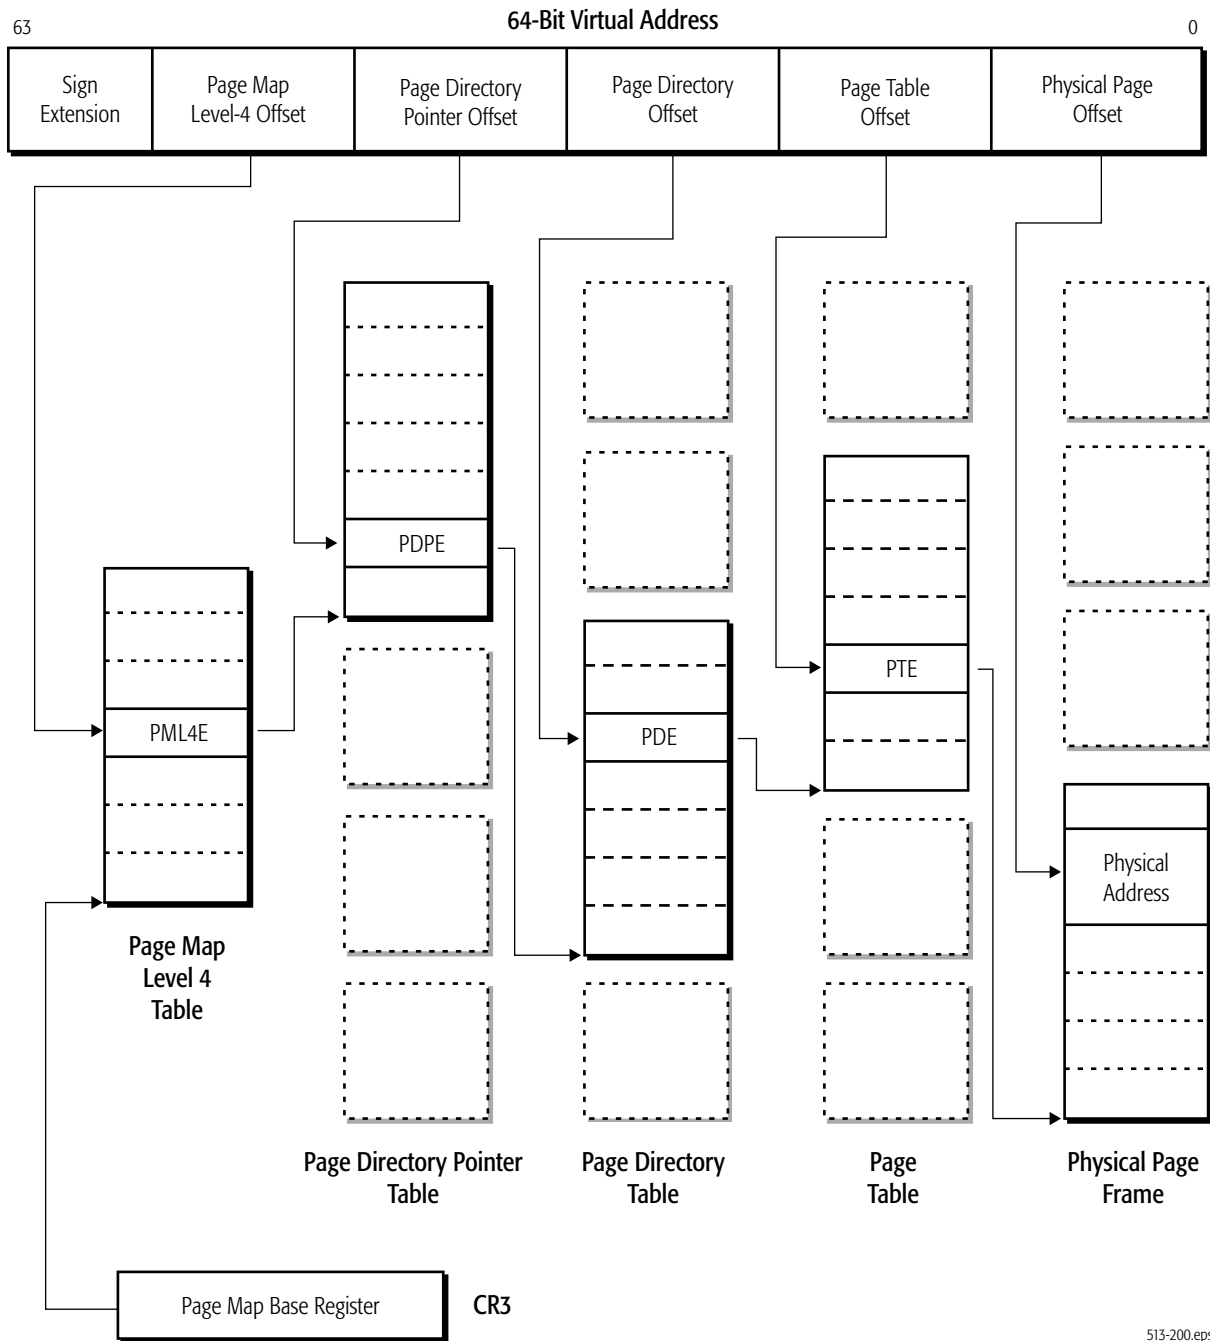 64-Bit Virtual Address
63
0
Sign
Extension
Page Map
Level-4 Offset
Page Directory
Pointer Offset
Page Directory
Offset
Page Table
Offset
Physical Page
Offset
PDPE
PTE
PML4E
PDE
Physical
Address
Page Map
Level 4
Table
Page Directory Pointer
Table
Page Directory
Table
Page
Table
Physical Page
Frame
Page Map Base Register
CR3
513-200.eps